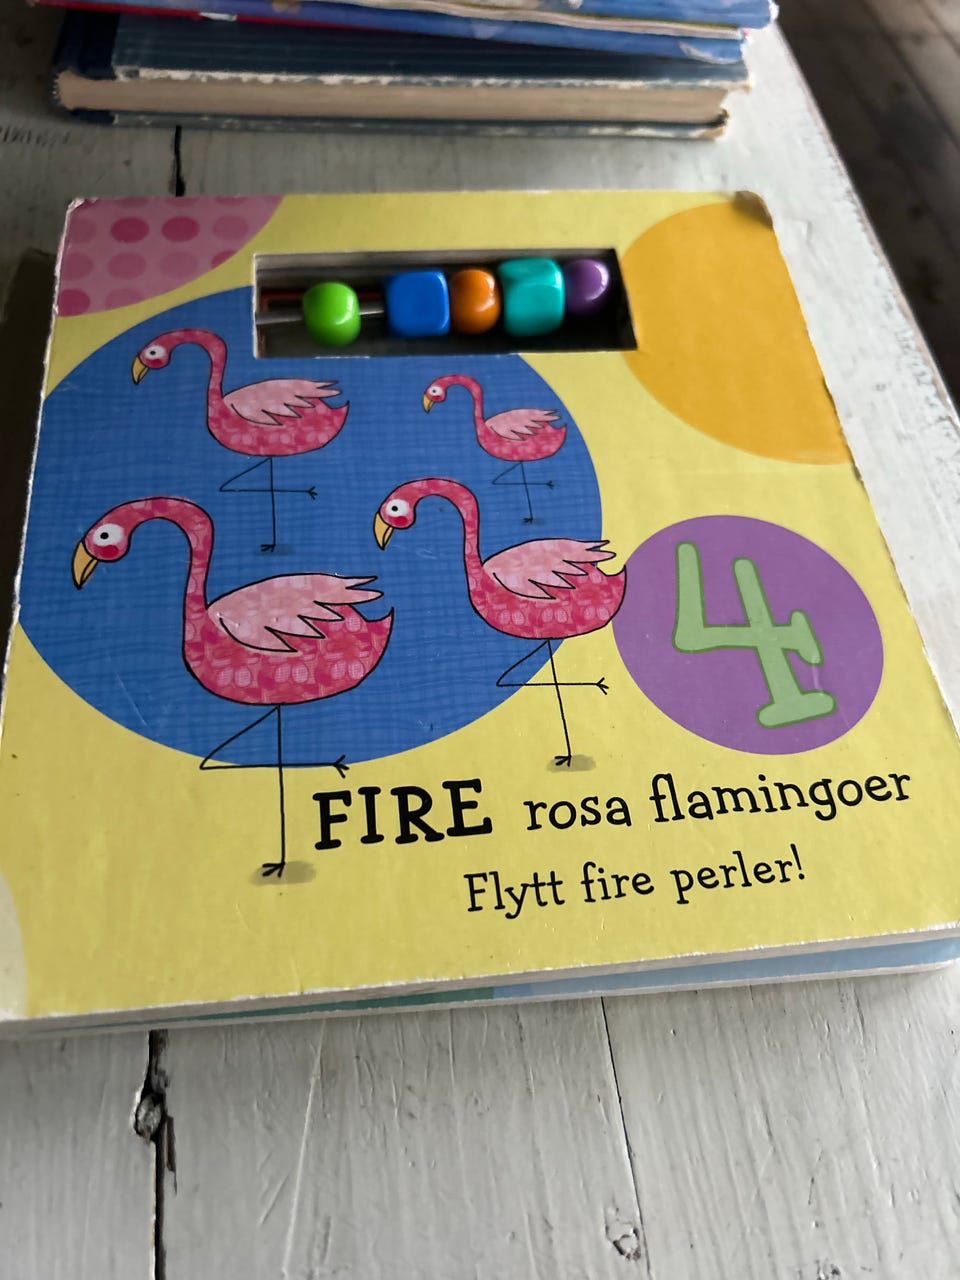 4
FIRE rosa flamingoer
Flytt fire perler!